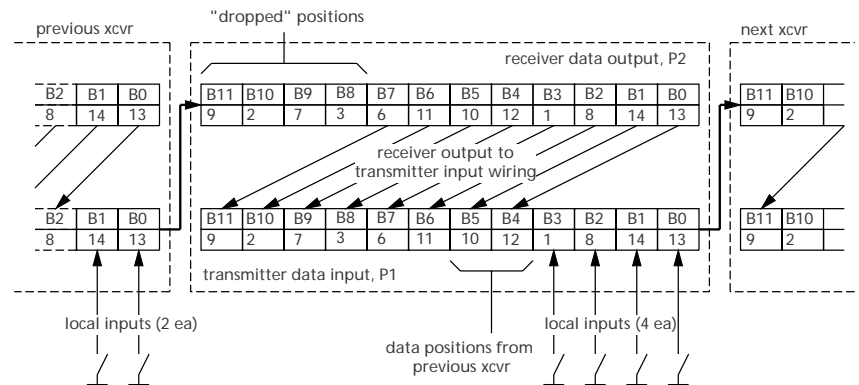 "dropped" positions
previous xcvr
next xcvr
receiver data output, P2
B2 B1 B0
8 14 13
B11 B10 B9 B8 B7 B6 B5 B4 B3 B2 B1 B0
9 2 7 3 6 11 10 12 1 8 14 13
B11 B10
9 2
receiver output to
transmitter input wiring
B2 B1 B0
8 14 13
B11 B10 B9 B8 B7 B6 B5 B4 B3 B2 B1 B0
9 2 7 3 6 11 10 12 1 8 14 13
B11 B10
9 2
transmitter data input, P1
local inputs (2 ea)
local inputs (4 ea)
data positions from
previous xcvr